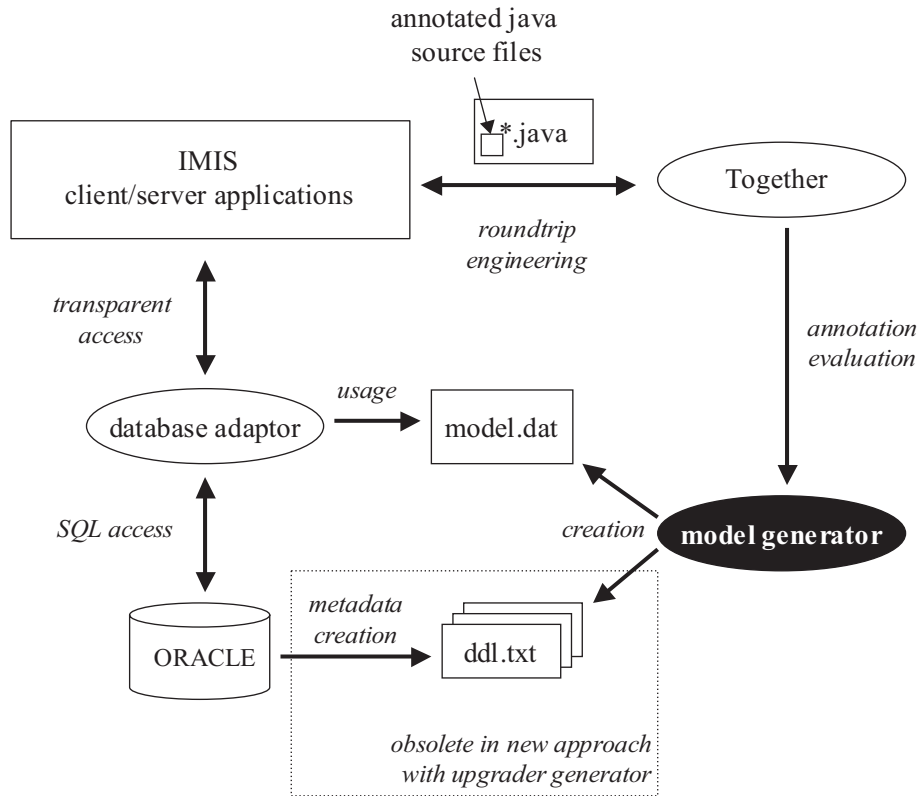 annotated java
source files
*.java
IMIS
client/server applications
Together
roundtrip
engineering
transparent
access
annotation
evaluation
usage
database adaptor
model.dat
SQL access
creation
model generator
metadata
creation
ORACLE
ddl.txt
obsolete in new approach
with upgrader generator